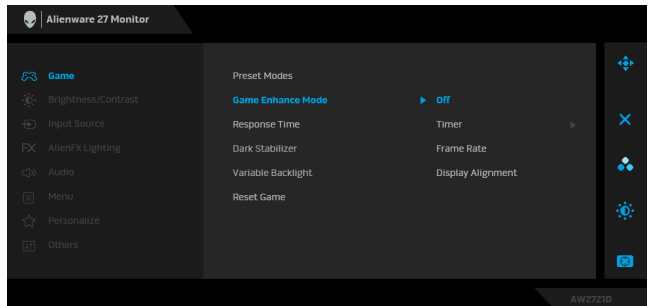 Alienware 27 Monitor
Game
Brightness/Contrast
Input Source
AlienFX Lighting
Audio
Menu
Personalize
Others
Preset Modes
Game Enhance Mode
Response Time
Dark Stabilizer
Variable Backlight
Reset Game
Off
Timer
Frame Rate
Display Alignment
AW2721D